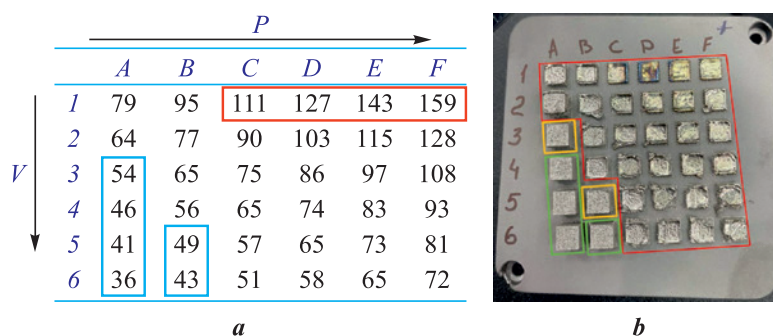 P
A B C D E F
1 79 95 111 127 143 159
2 64 77 90 103 115 128
3 54 65 75 86 97 108
V
4 46 56 65 74 83 93
5 41 49 57 65 73 81
6 36 43 51 58 65 72
a
A B C D E F
1
2
3
4
5
6
b